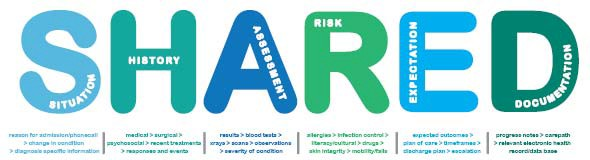 SHARED
SITUATION
HISTORY
ASSESSMENT
RISK
EXPECTATION
DOCUMENTATION
reason for admission/phonecall
> change in condition
> diagnosis specific information
medical > surgical >
psychosocial > recent treatments
> responses and events
results > blood tests >
xrays > scans > observations
> severity of condition
allergies > infection control >
literacy/cultural > drugs >
skin integrity > mobility/falls
expected outcomes >
plan of care > timeframes >
discharge plan > escalation
progress notes > carepath
> relevant electronic health
record/data base